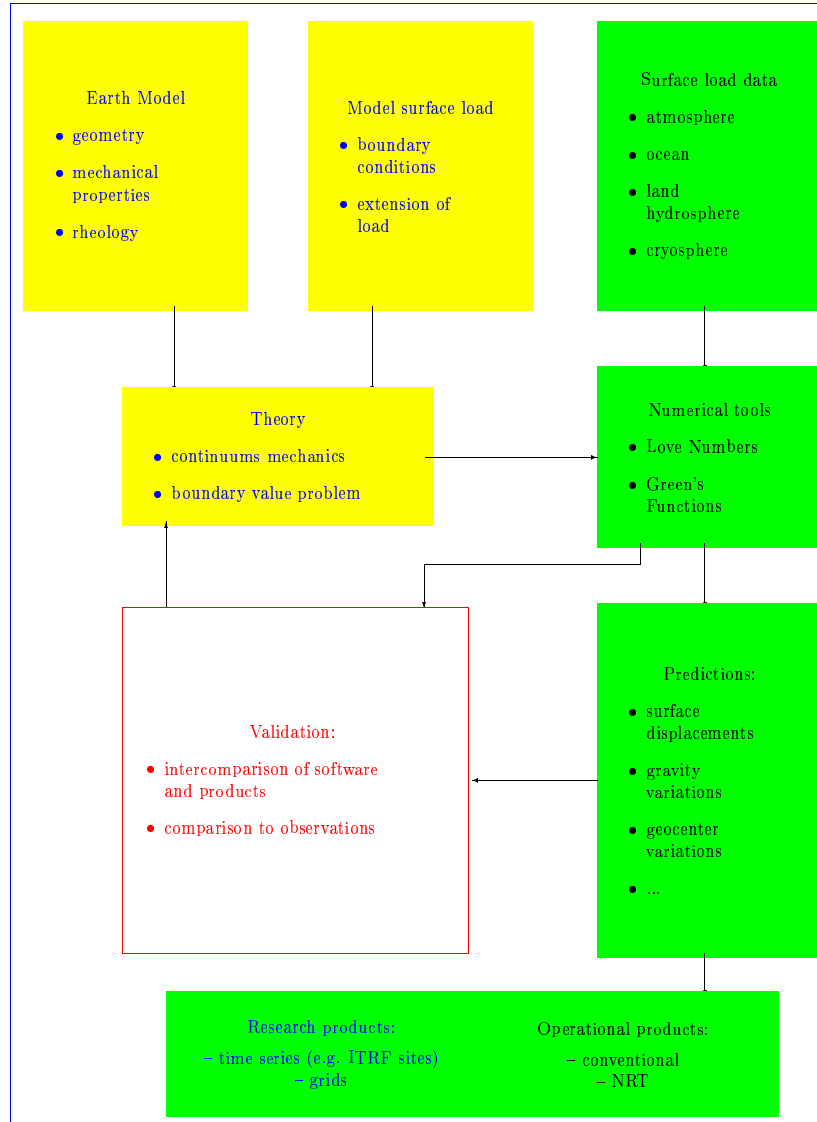 Earth Model
• geometry
• mechanical
properties
• rheology
Model surface load
• boundary
conditions
• extension of
load
Surface load data
• atmosphere
• ocean
• land
hydrosphere
• cryosphere
Theory
• continuums mechanics
• boundary value problem
Numerical tools
• Love Numbers
• Green's
Functions
Validation:
• intercomparison of software
and products
• comparison to observations
Predictions:
• surface
displacements
• gravity
variations
• geocenter
variations
• ...
Research products:
– time series (e.g. ITRF sites)
– grids
Operational products:
– conventional
– NRT